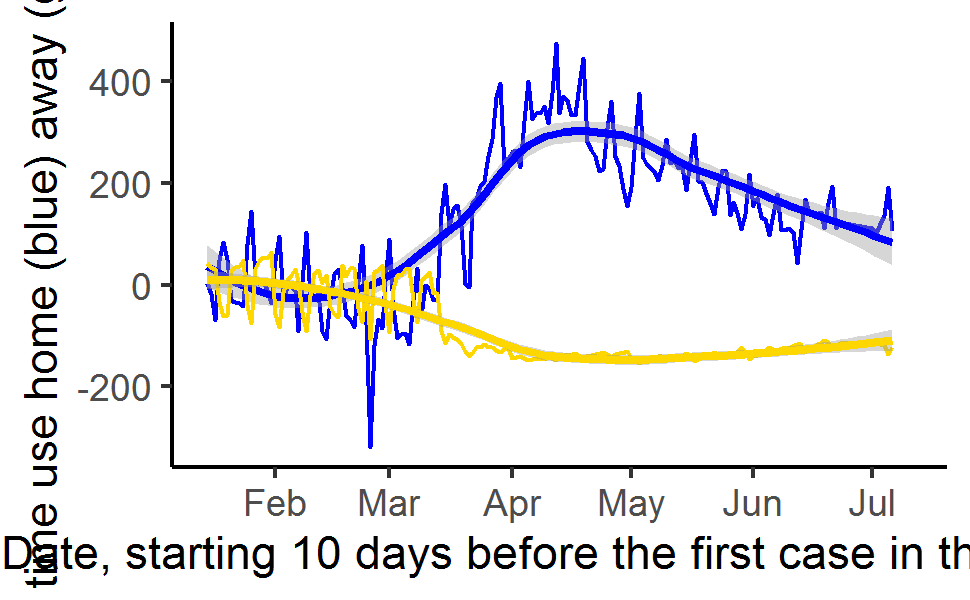 time use home (blue) away (
400
200
0
-200
Feb Mar Apr May Jun Jul
Date, starting 10 days before the first case in th